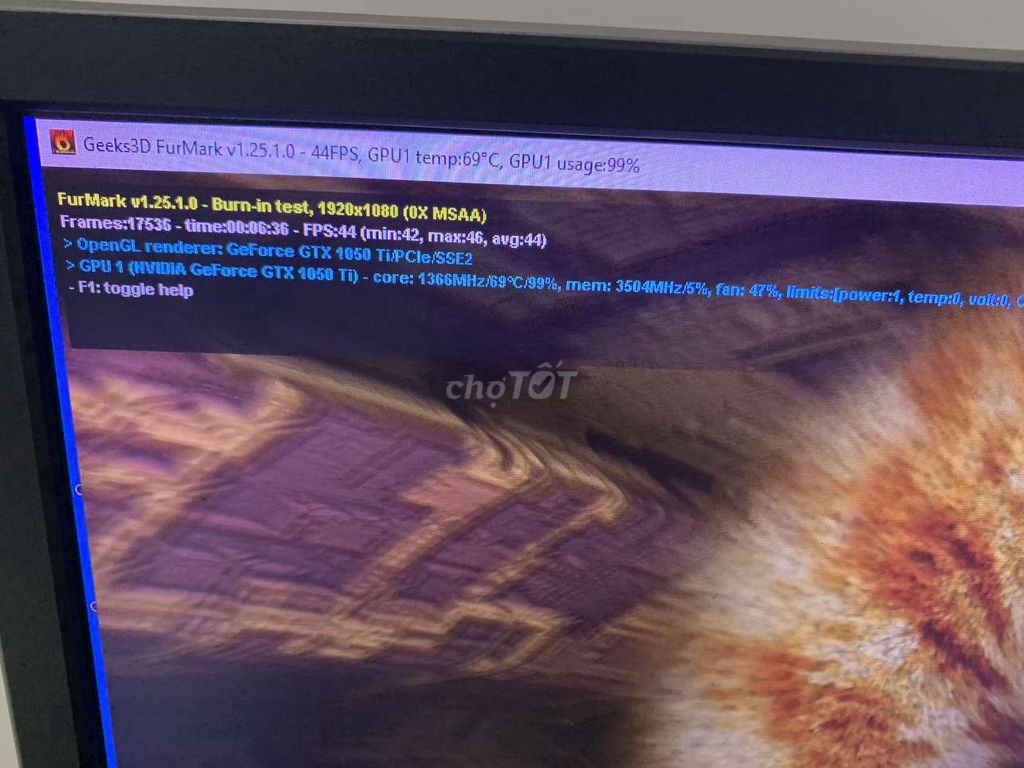 Geeks3D FurMark v1.25.1.0 - 44FPS, GPU1 temp:69°C, GPU1 usage:99%
FurMark v1.25.1.0 - Burn-in test, 1920x1080 (0X MSAA)
Frames:17536 - time:00:06:36 - FPS:44 (min:42, max:46, avg:44)
> OpenGL renderer: GeForce GTX 1050 Ti/PCIe/SSE2
> GPU 1 (NVIDIA GeForce GTX 1050 Ti) - core: 1366MHz/69°C/99%, mem: 3504MHz/5%, fan: 47%, limits:[power:1, temp:0, volt:0,
- F1: toggle help
chợTỐT